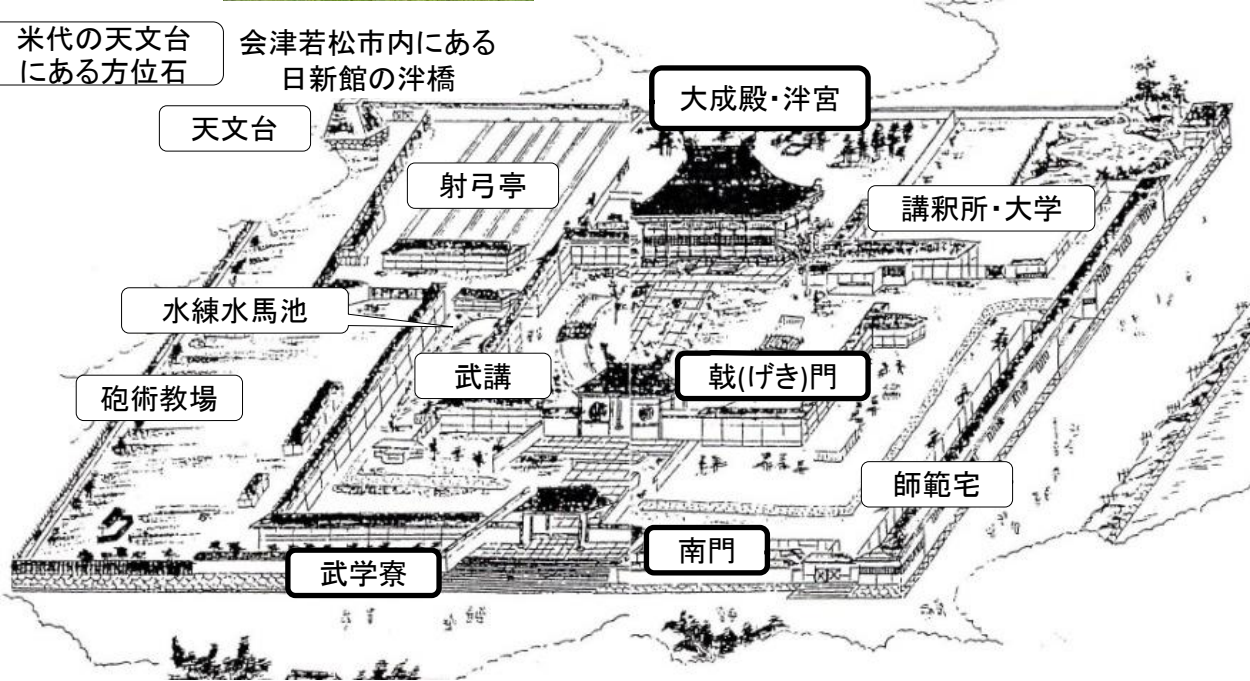 米代の天文台
にある方位石
会津若松市内にある
日新館の泮橋
大成殿・泮宮
天文台
射弓亭
講釈所・大学
水練水馬池
武講
戟(げき)門
砲術教場
師範宅
南門
武学寮